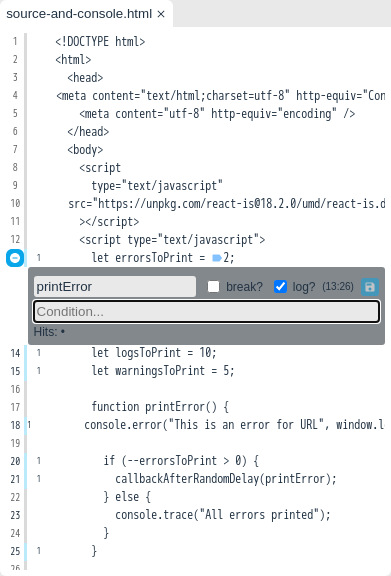 source-and-console.html ×
1 <!DOCTYPE html>
2 <html>
3 <head>
4 <meta content="text/html;charset=utf-8" http-equiv="Con
5 <meta content="utf-8" http-equiv="encoding" />
6 </head>
7 <body>
8 <script
9 type="text/javascript"
10 src="https://unpkg.com/react-is@18.2.0/umd/react-is.d
11 ></script>
12 <script type="text/javascript">
1 let errorsToPrint = 2;
printError break? log? (13:26)
Condition...
Hits: •
14 1 let logsToPrint = 10;
15 1 let warningsToPrint = 5;
16
17 function printError() {
18 1 console.error("This is an error for URL", window.l
19
20 1 if (--errorsToPrint > 0) {
21 1 callbackAfterRandomDelay(printError);
22 } else {
23 console.trace("All errors printed");
24 }
25 1 }
26